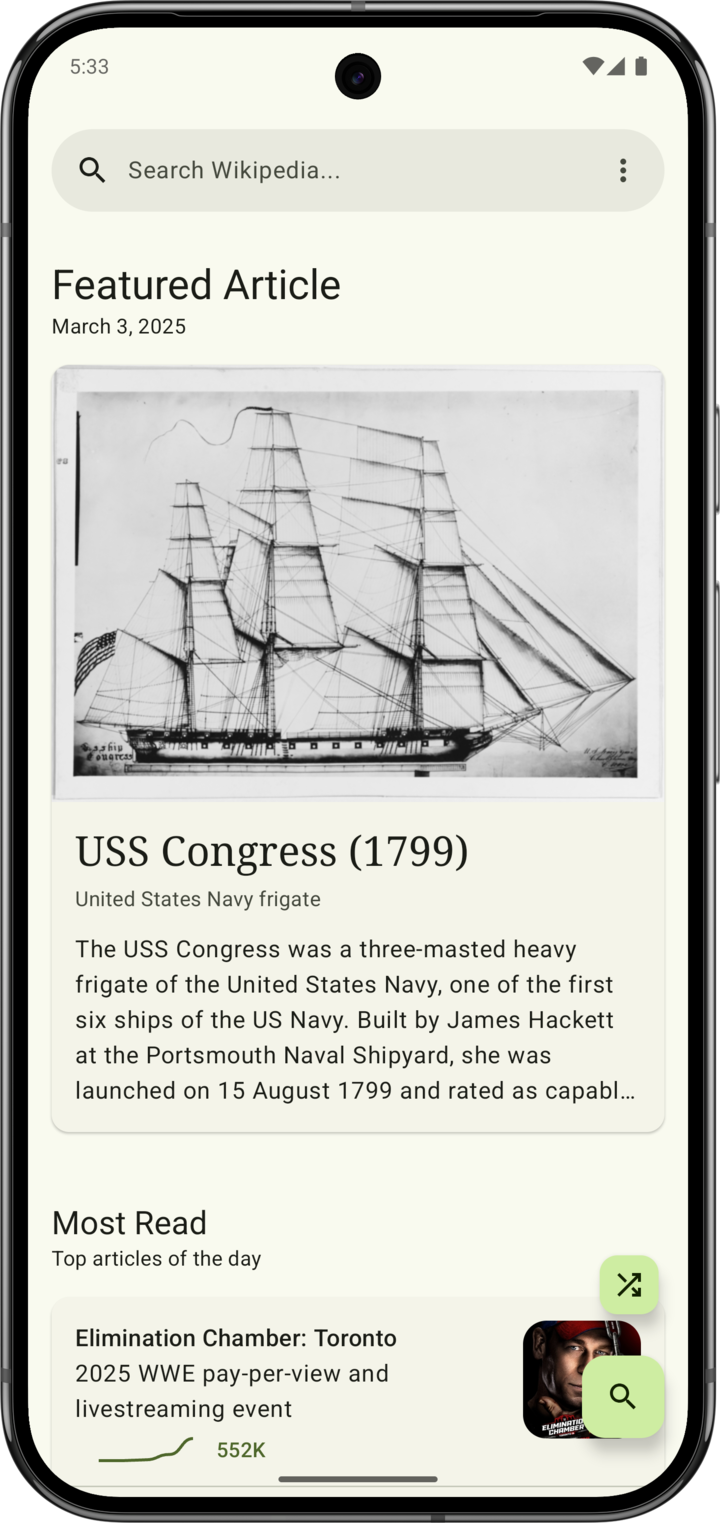 5:33
Search Wikipedia...
Featured Article
March 3, 2025
USS Congress (1799)
United States Navy frigate
The USS Congress was a three-masted heavy
frigate of the United States Navy, one of the first
six ships of the US Navy. Built by James Hackett
at the Portsmouth Naval Shipyard, she was
launched on 15 August 1799 and rated as capabl…
Most Read
Top articles of the day
Elimination Chamber: Toronto
2025 WWE pay-per-view and
livestreaming event
552K